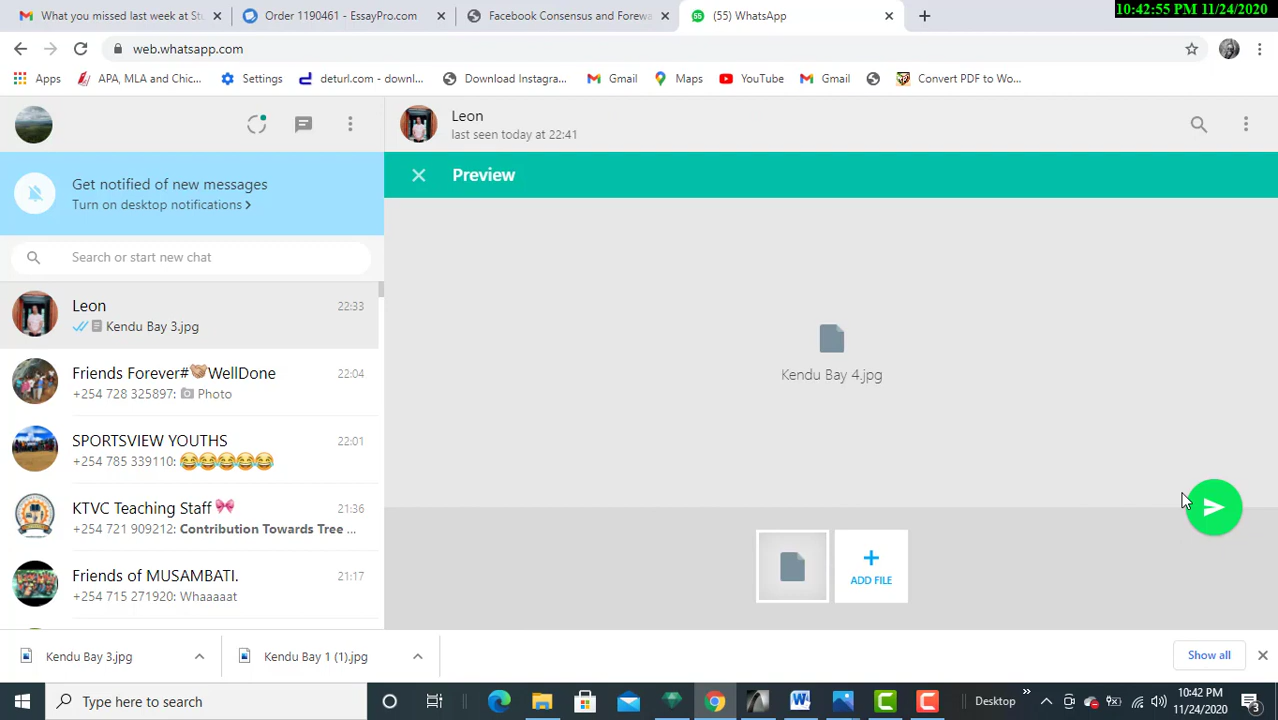 What you missed last week at Stu
Order 1190461 - EssayPro.com
Facebook Consensus and Forewa
(55) WhatsApp
10:42:55 PM 11/24/2020
web.whatsapp.com
Apps
APA, MLA and Chic...
Settings
deturl.com - downl...
Download Instagra...
Gmail
Maps
YouTube
Gmail
Convert PDF to Wo...
Leon
last seen today at 22:41
Get notified of new messages
Turn on desktop notifications >
Preview
Search or start new chat
Leon
22:33
Kendu Bay 3.jpg
Friends Forever#🤝🏽WellDone
22:04
+254 728 325897: Photo
SPORTSVIEW YOUTHS
22:01
+254 785 339110: 😂😂😂😂😂
KTVC Teaching Staff 🎀
21:36
+254 721 909212: Contribution Towards Tree ...
Friends of MUSAMBATI.
21:17
+254 715 271920: Whaaaaat
Kendu Bay 4.jpg
ADD FILE
Kendu Bay 3.jpg
Kendu Bay 1 (1).jpg
Show all
Type here to search
Desktop
10:42 PM
11/24/2020
3